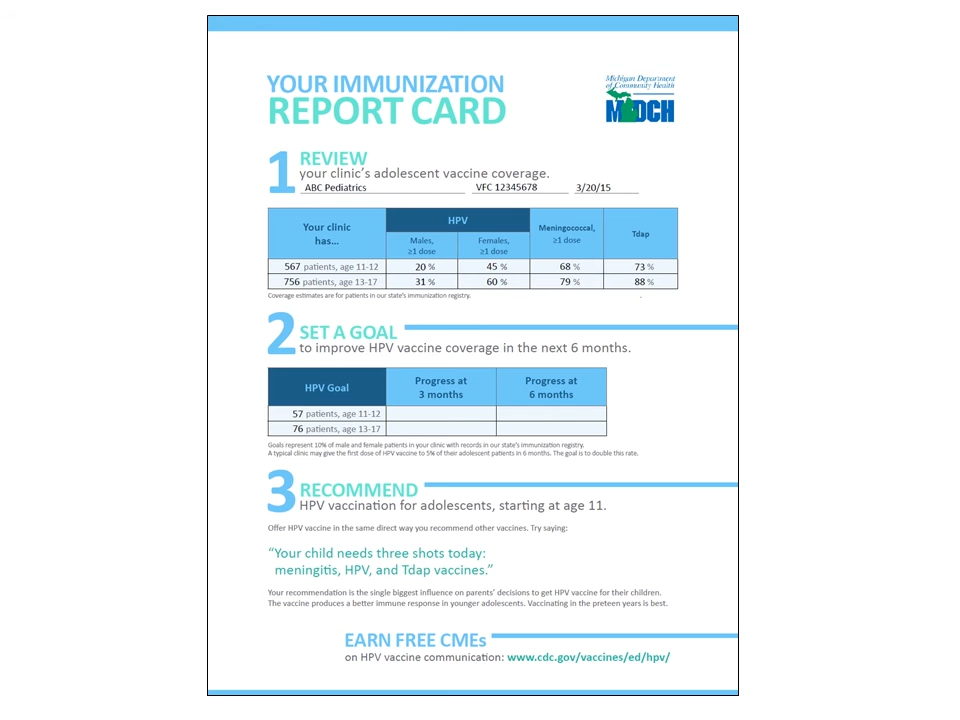 YOUR IMMUNIZATION
REPORT CARD
Michigan Department
of Community Health
MDCH
1 REVIEW
your clinic's adolescent vaccine coverage.
ABC Pediatrics VFC 12345678 3/20/15
Your clinic has… HPV Meningococcal, ≥1 dose Tdap
Males, ≥1 dose Females, ≥1 dose
567 patients, age 11-12 20 % 45 % 68 % 73 %
756 patients, age 13-17 31 % 60 % 79 % 88 %
Coverage estimates are for patients in our state's immunization registry.
2 SET A GOAL
to improve HPV vaccine coverage in the next 6 months.
HPV Goal Progress at 3 months Progress at 6 months
57 patients, age 11-12
76 patients, age 13-17
Goals represent 10% of male and female patients in your clinic with records in our state's immunization registry.
A typical clinic may give the first dose of HPV vaccine to 5% of their adolescent patients in 6 months. The goal is to double this rate.
3 RECOMMEND
HPV vaccination for adolescents, starting at age 11.
Offer HPV vaccine in the same direct way you recommend other vaccines. Try saying:
“Your child needs three shots today:
meningitis, HPV, and Tdap vaccines.”
Your recommendation is the single biggest influence on parents' decisions to get HPV vaccine for their children.
The vaccine produces a better immune response in younger adolescents. Vaccinating in the preteen years is best.
EARN FREE CMEs
on HPV vaccine communication: www.cdc.gov/vaccines/ed/hpv/